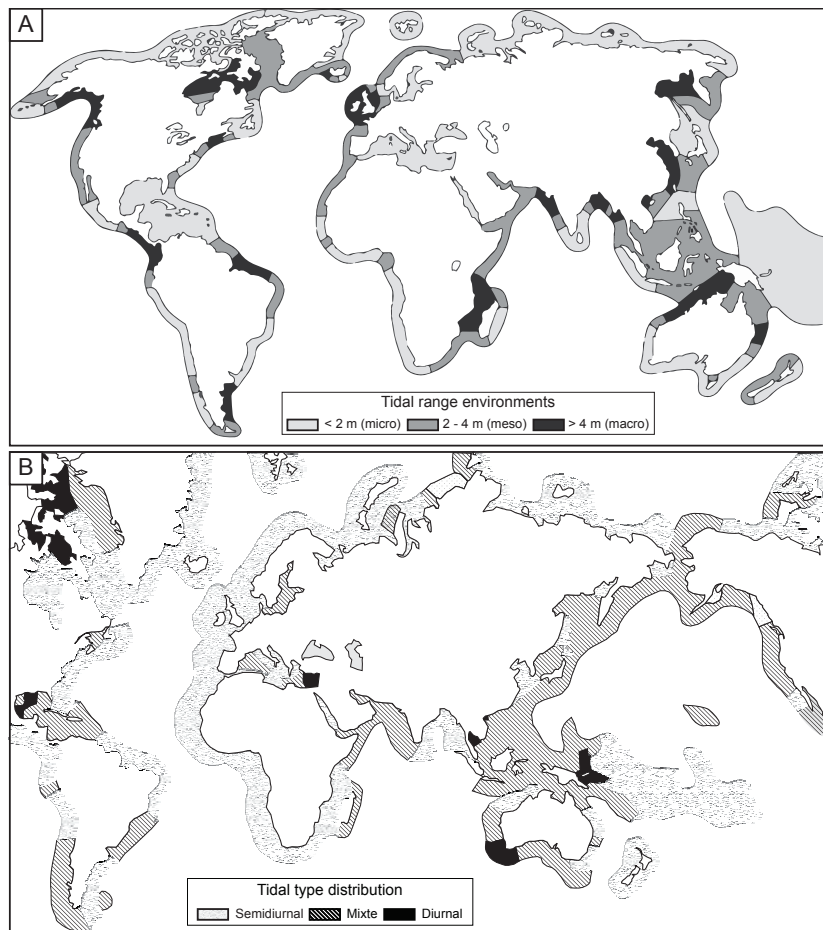 A
Tidal range environments
< 2 m (micro) 2 - 4 m (meso) > 4 m (macro)
B
Tidal type distribution
Semidiurnal Mixte Diurnal